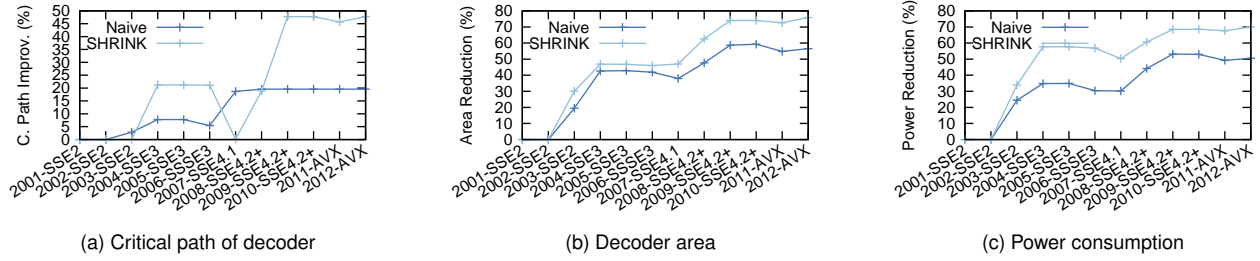 C. Path Improv. (%)
50
45
40
35
30
25
20
15
10
5
0
Naive
SHRINK
2001-SSE2
2002-SSE2
2003-SSE2
2004-SSE3
2005-SSE3
2006-SSSE3
2007-SSE4.1
2008-SSE4.2+
2009-SSE4.2+
2010-SSE4.2+
2011-AVX
2012-AVX
(a) Critical path of decoder
Area Reduction (%)
80
70
60
50
40
30
20
10
0
Naive
SHRINK
2001-SSE2
2002-SSE2
2003-SSE2
2004-SSE3
2005-SSE3
2006-SSSE3
2007-SSE4.1
2008-SSE4.2+
2009-SSE4.2+
2010-SSE4.2+
2011-AVX
2012-AVX
(b) Decoder area
Power Reduction (%)
80
70
60
50
40
30
20
10
0
Naive
SHRINK
2001-SSE2
2002-SSE2
2003-SSE2
2004-SSE3
2005-SSE3
2006-SSSE3
2007-SSE4.1
2008-SSE4.2+
2009-SSE4.2+
2010-SSE4.2+
2011-AVX
2012-AVX
(c) Power consumption